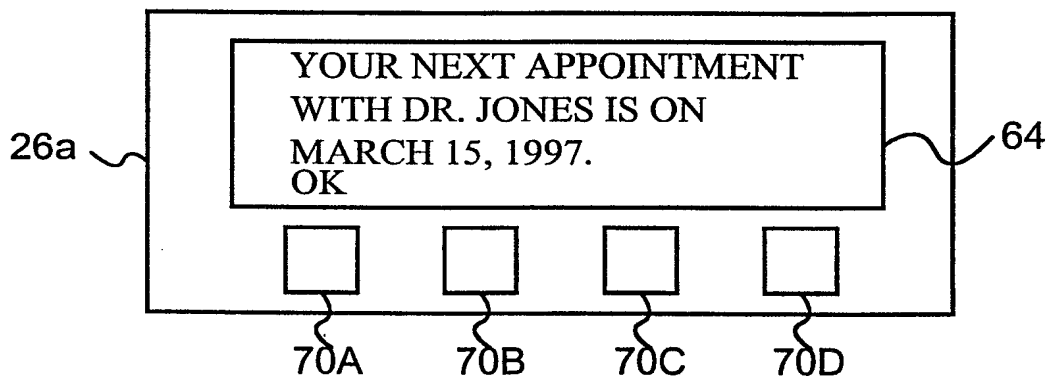 YOUR NEXT APPOINTMENT
WITH DR. JONES IS ON
MARCH 15, 1997.
OK
26a
64
70A 70B 70C 70D